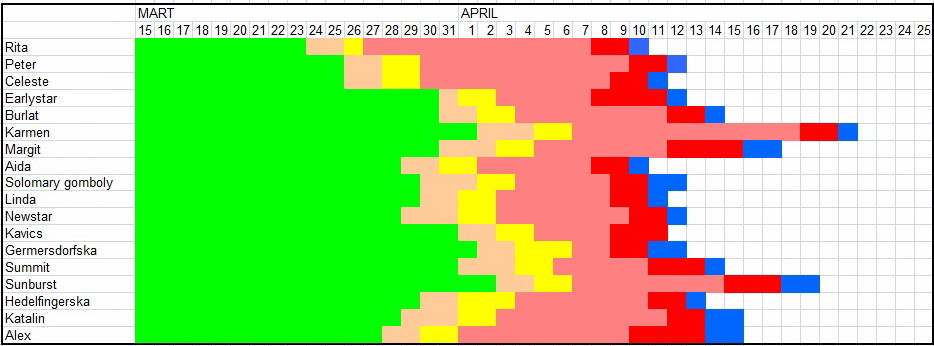 MART APRIL
15 16 17 18 19 20 21 22 23 24 25 26 27 28 29 30 31 1 2 3 4 5 6 7 8 9 10 11 12 13 14 15 16 17 18 19 20 21 22 23 24 25
Rita
Peter
Celeste
Earlystar
Burlat
Karmen
Margit
Aida
Solomary gomboly
Linda
Newstar
Kavics
Germersdorfska
Summit
Sunburst
Hedelfingerska
Katalin
Alex